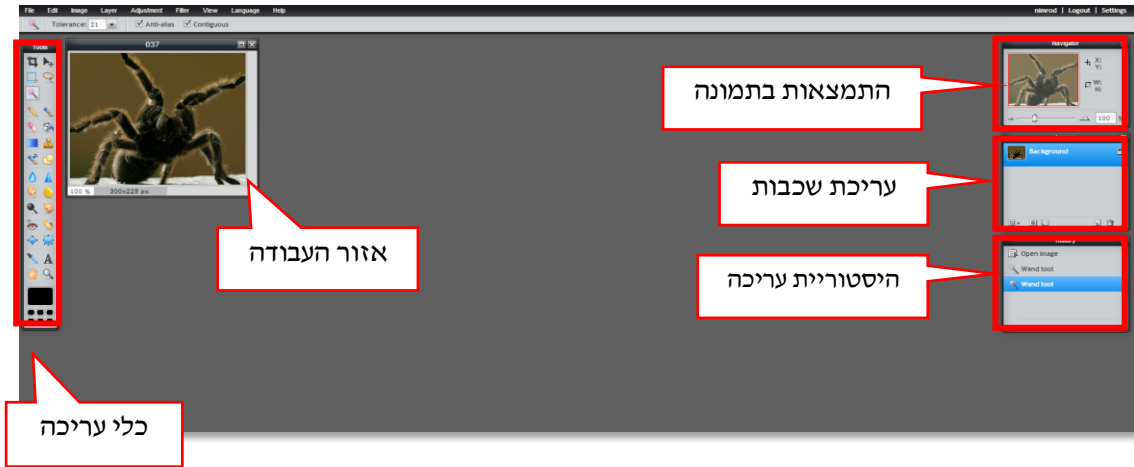 File Edit Image Layer Adjustment Filter View Language Help
nimrod | Logout | Settings
Tolerance: 21 Anti-alias Contiguous
Tools
037
100 % 300x225 px
Navigator
X:
Y:
W:
H:
100 %
Background
History
Open image
Wand tool
Wand tool
התמצאות בתמונה
עריכת שכבות
היסטוריית עריכה
אזור העבודה
כלי עריכה